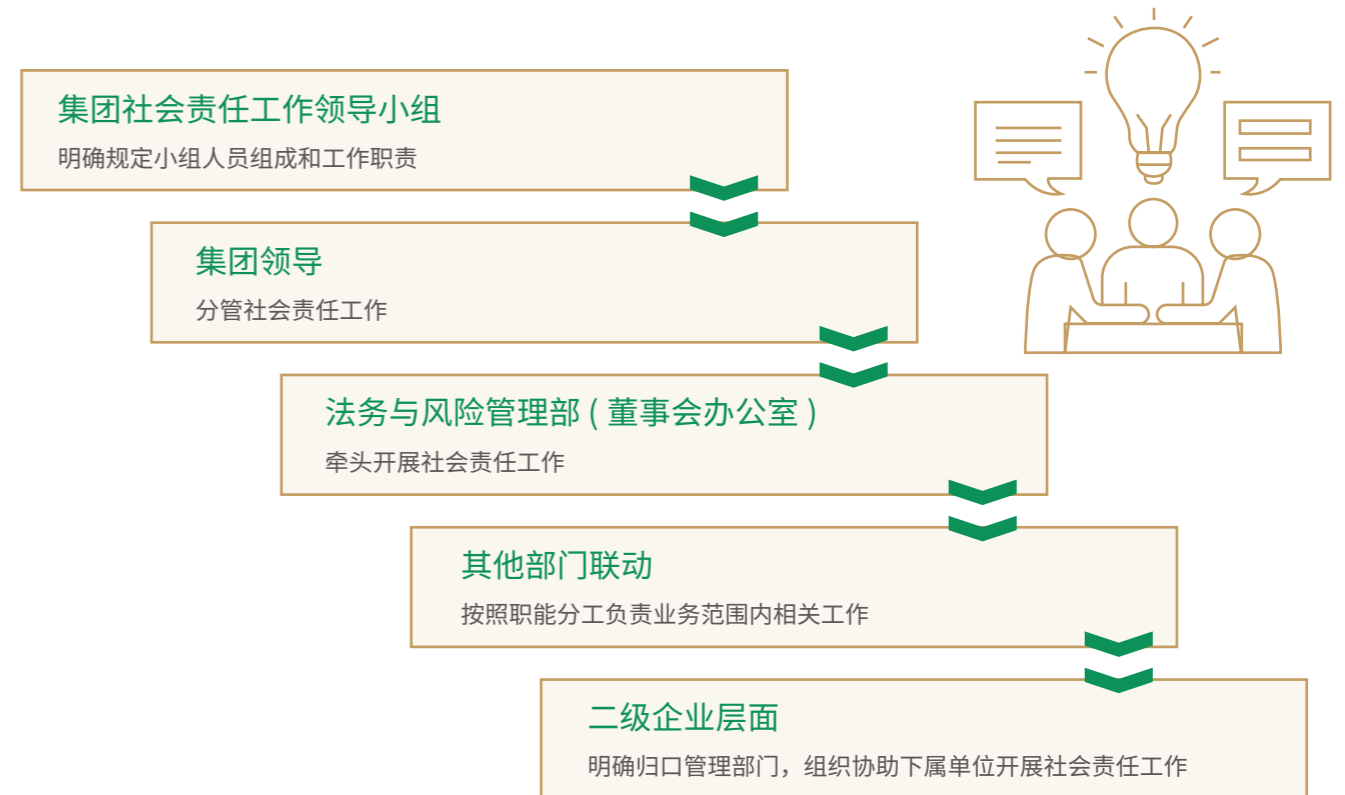 集团社会责任工作领导小组
明确规定小组人员组成和工作职责
集团领导
分管社会责任工作
法务与风险管理部 ( 董事会办公室 )
牵头开展社会责任工作
其他部门联动
按照职能分工负责业务范围内相关工作
二级企业层面
明确归口管理部门，组织协助下属单位开展社会责任工作